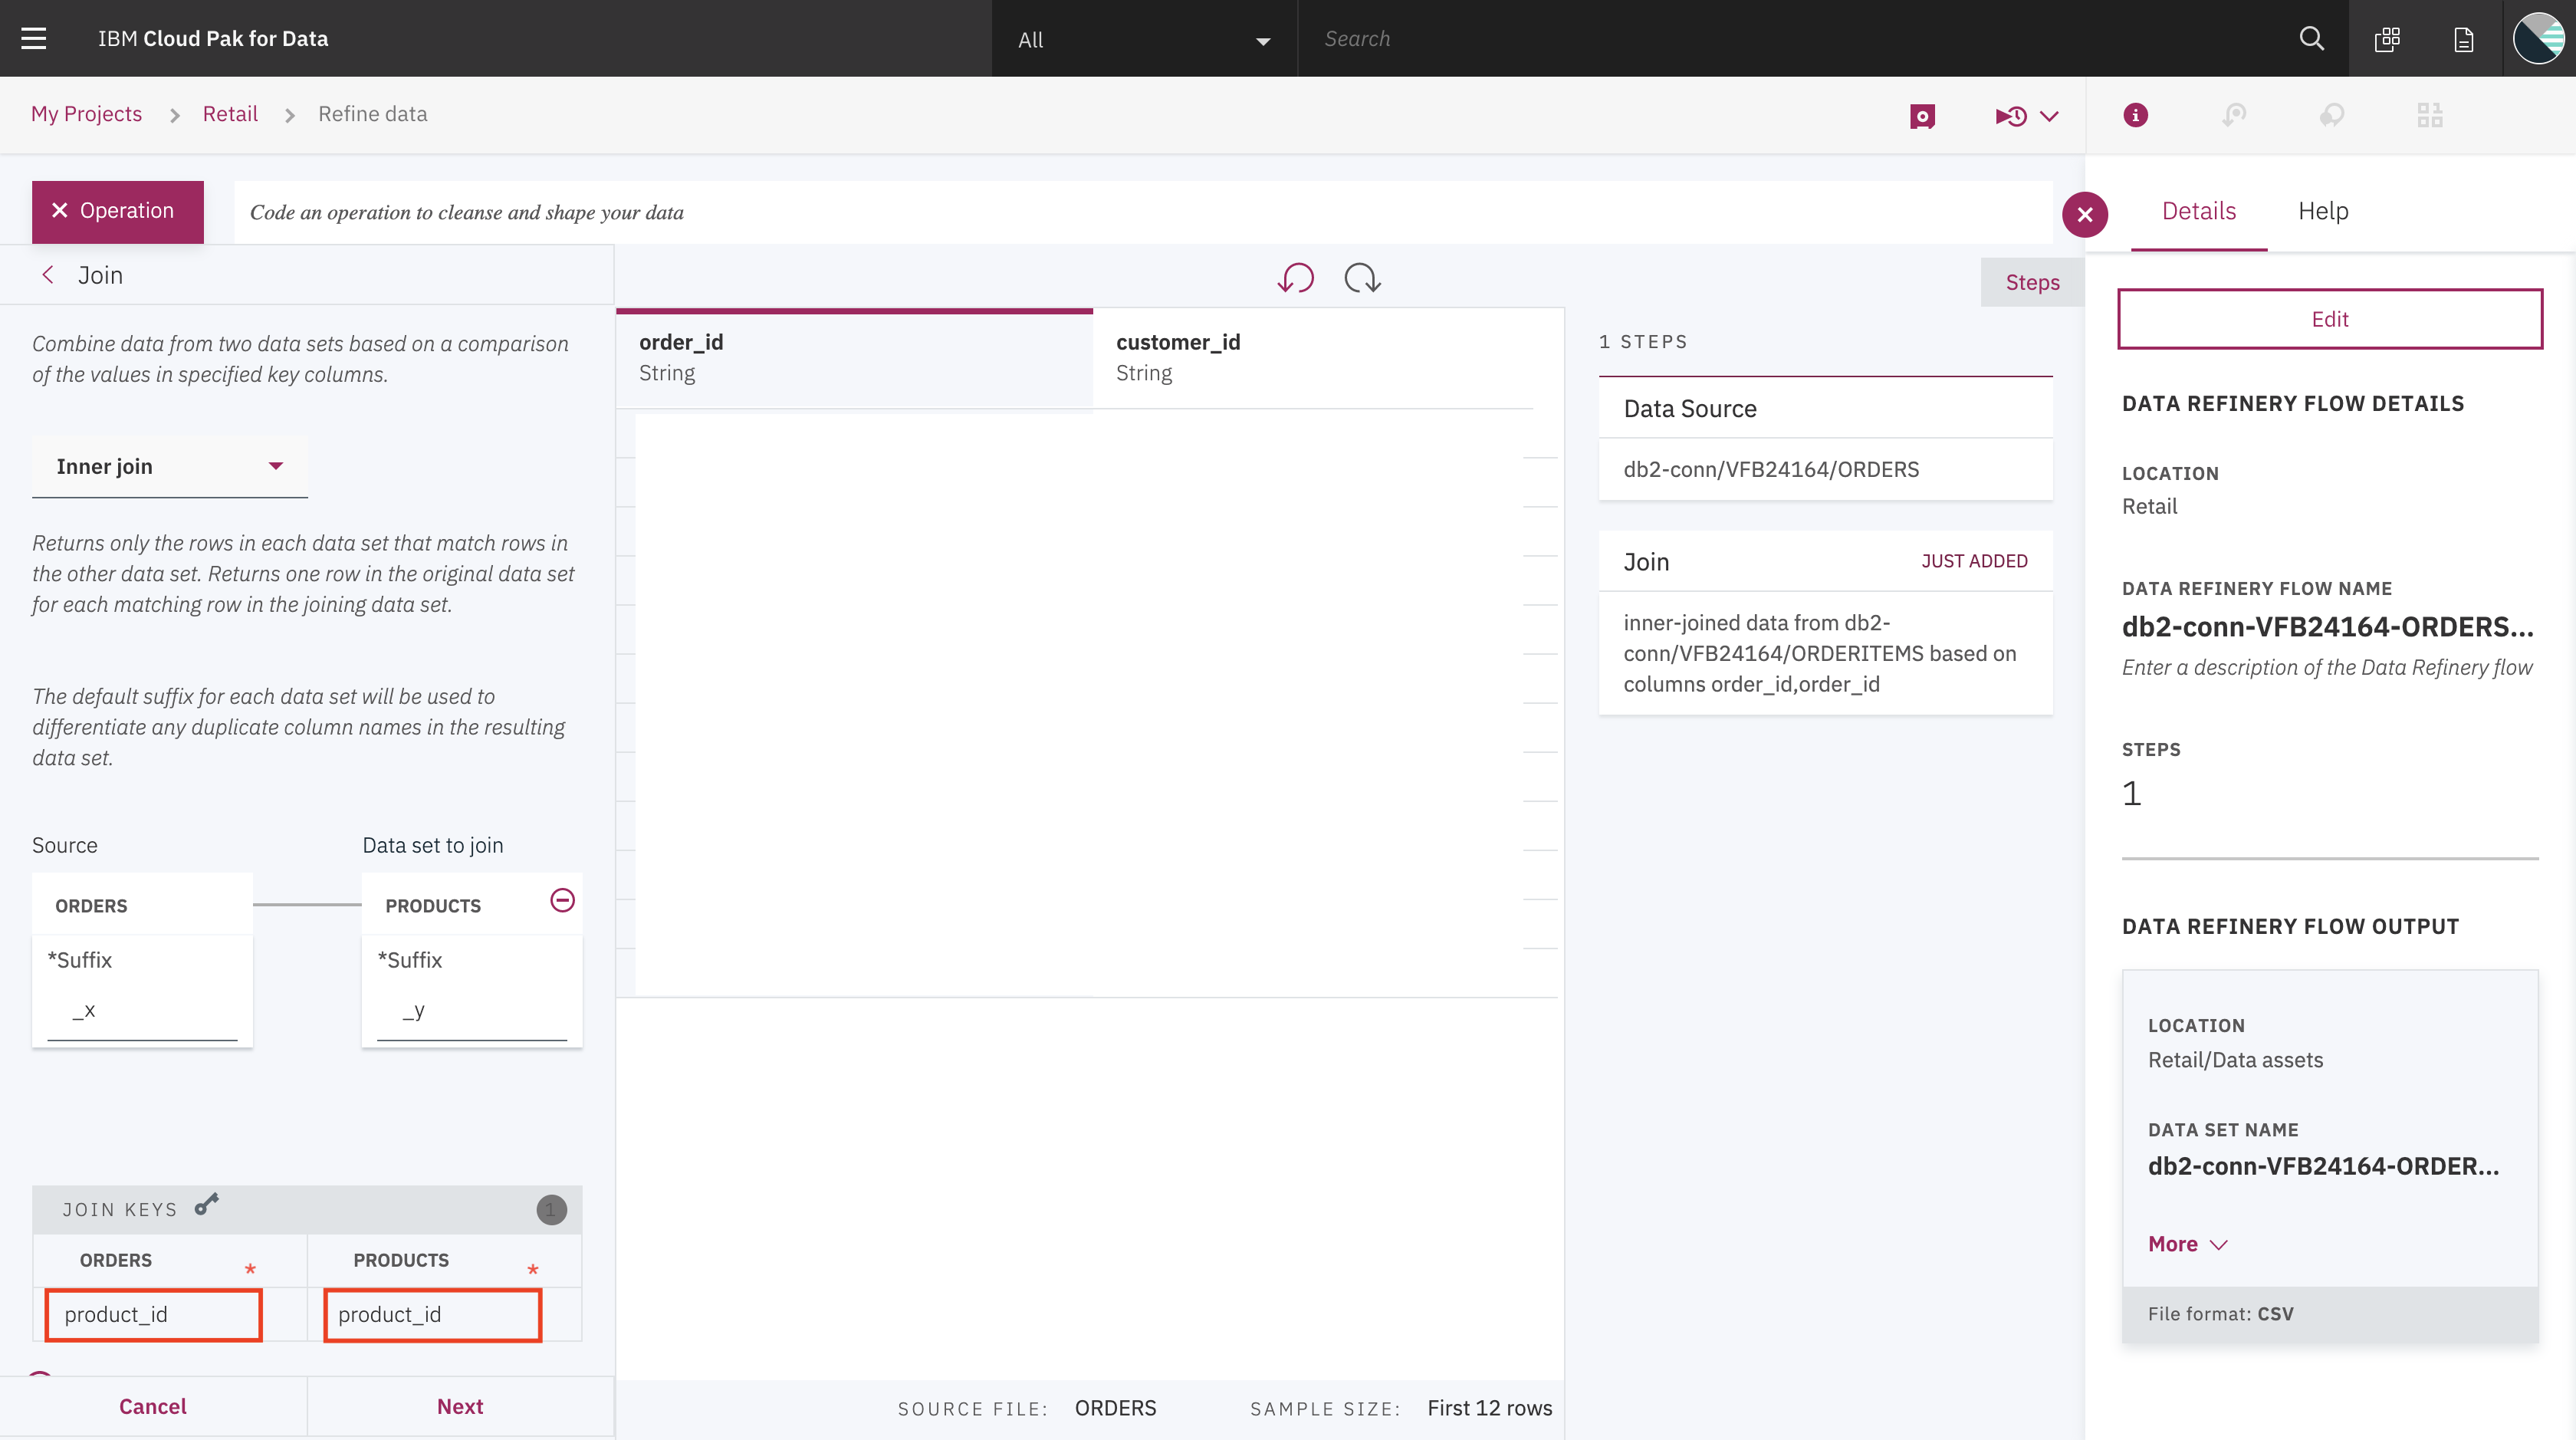 IBM Cloud Pak for Data
All
Search
My Projects > Retail > Refine data
Operation
Code an operation to cleanse and shape your data
Join
Combine data from two data sets based on a comparison
of the values in specified key columns.
Inner join
Returns only the rows in each data set that match rows in
the other data set. Returns one row in the original data set
for each matching row in the joining data set.
The default suffix for each data set will be used to
differentiate any duplicate column names in the resulting
data set.
Source
Data set to join
ORDERS
PRODUCTS
*Suffix
*Suffix
_x
_y
JOIN KEYS
1
ORDERS *
PRODUCTS *
product_id
product_id
Cancel
Next
order_id
String
customer_id
String
SOURCE FILE: ORDERS
SAMPLE SIZE: First 12 rows
Steps
1 STEPS
Data Source
db2-conn/VFB24164/ORDERS
Join
JUST ADDED
inner-joined data from db2-
conn/VFB24164/ORDERITEMS based on
columns order_id,order_id
Details
Help
Edit
DATA REFINERY FLOW DETAILS
LOCATION
Retail
DATA REFINERY FLOW NAME
db2-conn-VFB24164-ORDERS...
Enter a description of the Data Refinery flow
STEPS
1
DATA REFINERY FLOW OUTPUT
LOCATION
Retail/Data assets
DATA SET NAME
db2-conn-VFB24164-ORDER...
More
File format: CSV